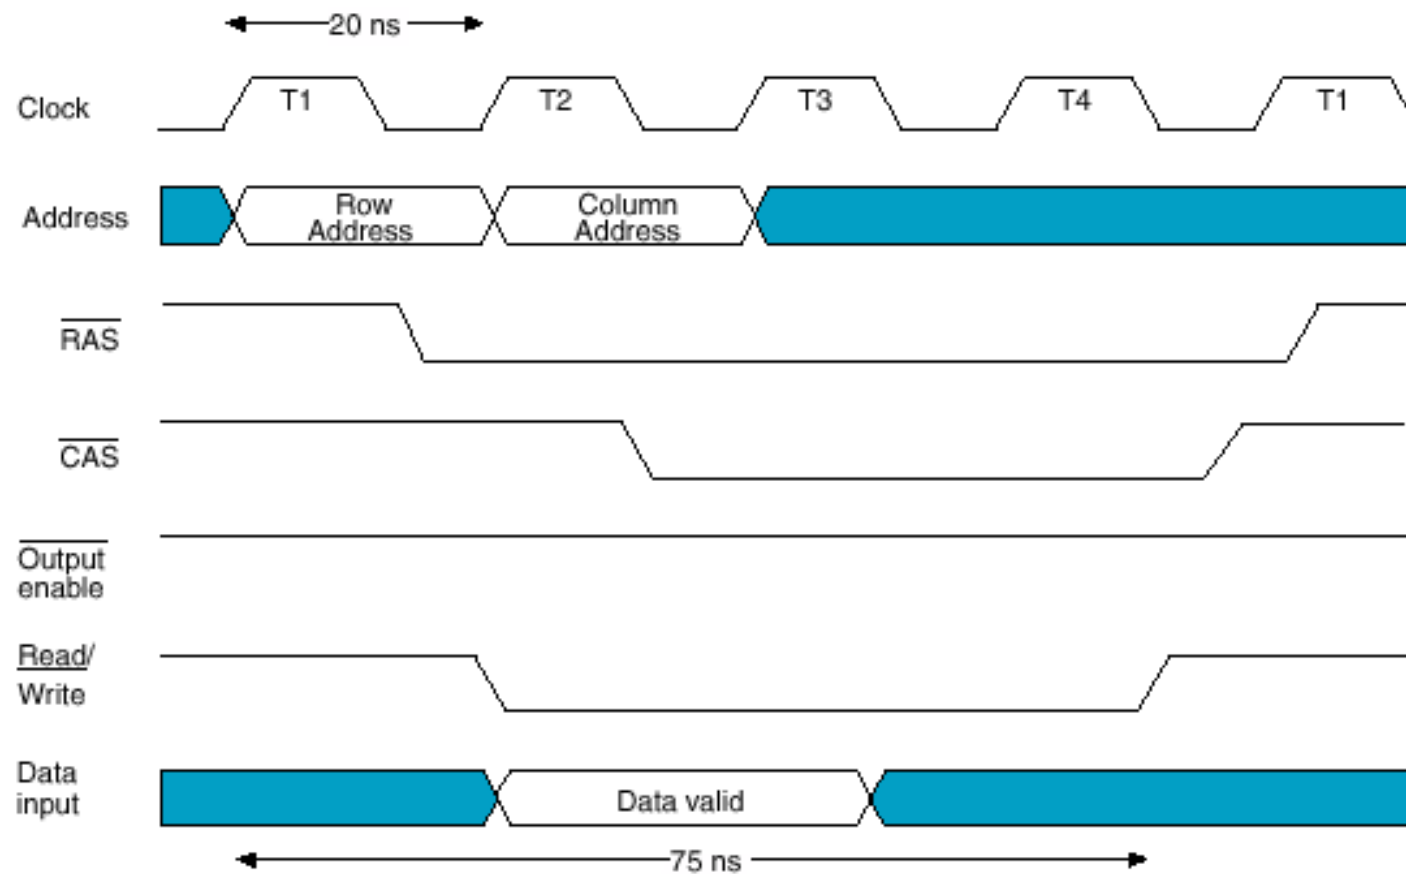 20 ns
Clock
T1
T2
T3
T4
T1
Address
Row
Address
Column
Address
RAS
CAS
Output
enable
Read/
Write
Data
input
Data valid
75 ns